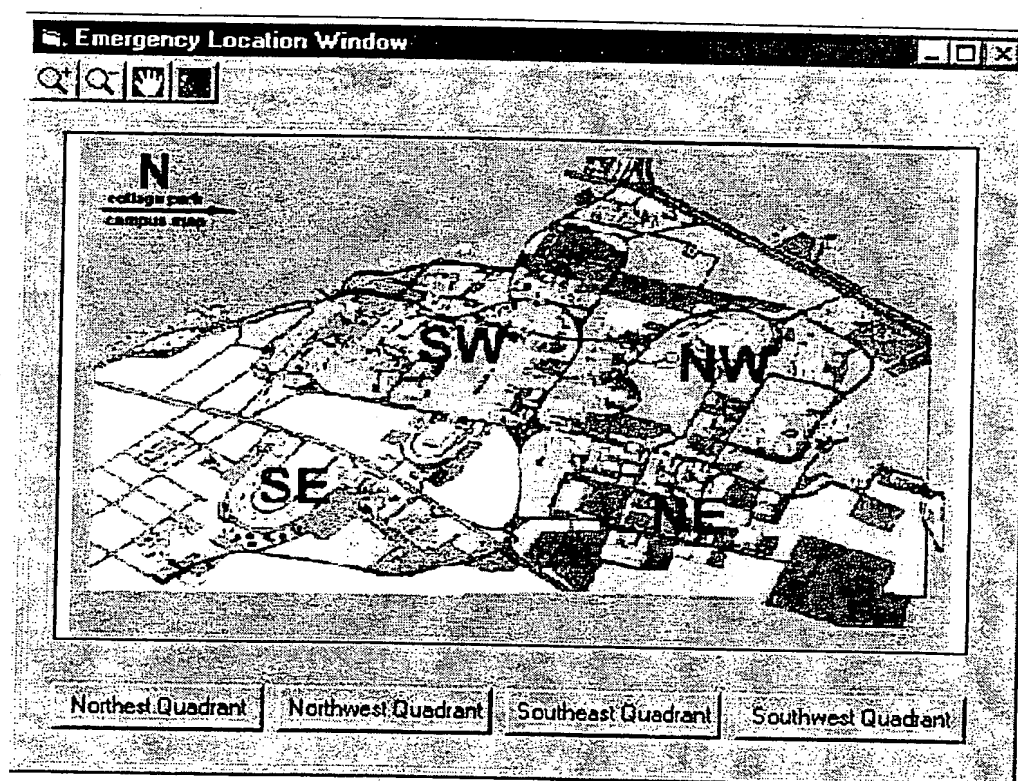 Emergency Location Window
N
college park
campus map
SW
NW
SE
NE
Northest Quadrant
Northwest Quadrant
Southeast Quadrant
Southwest Quadrant